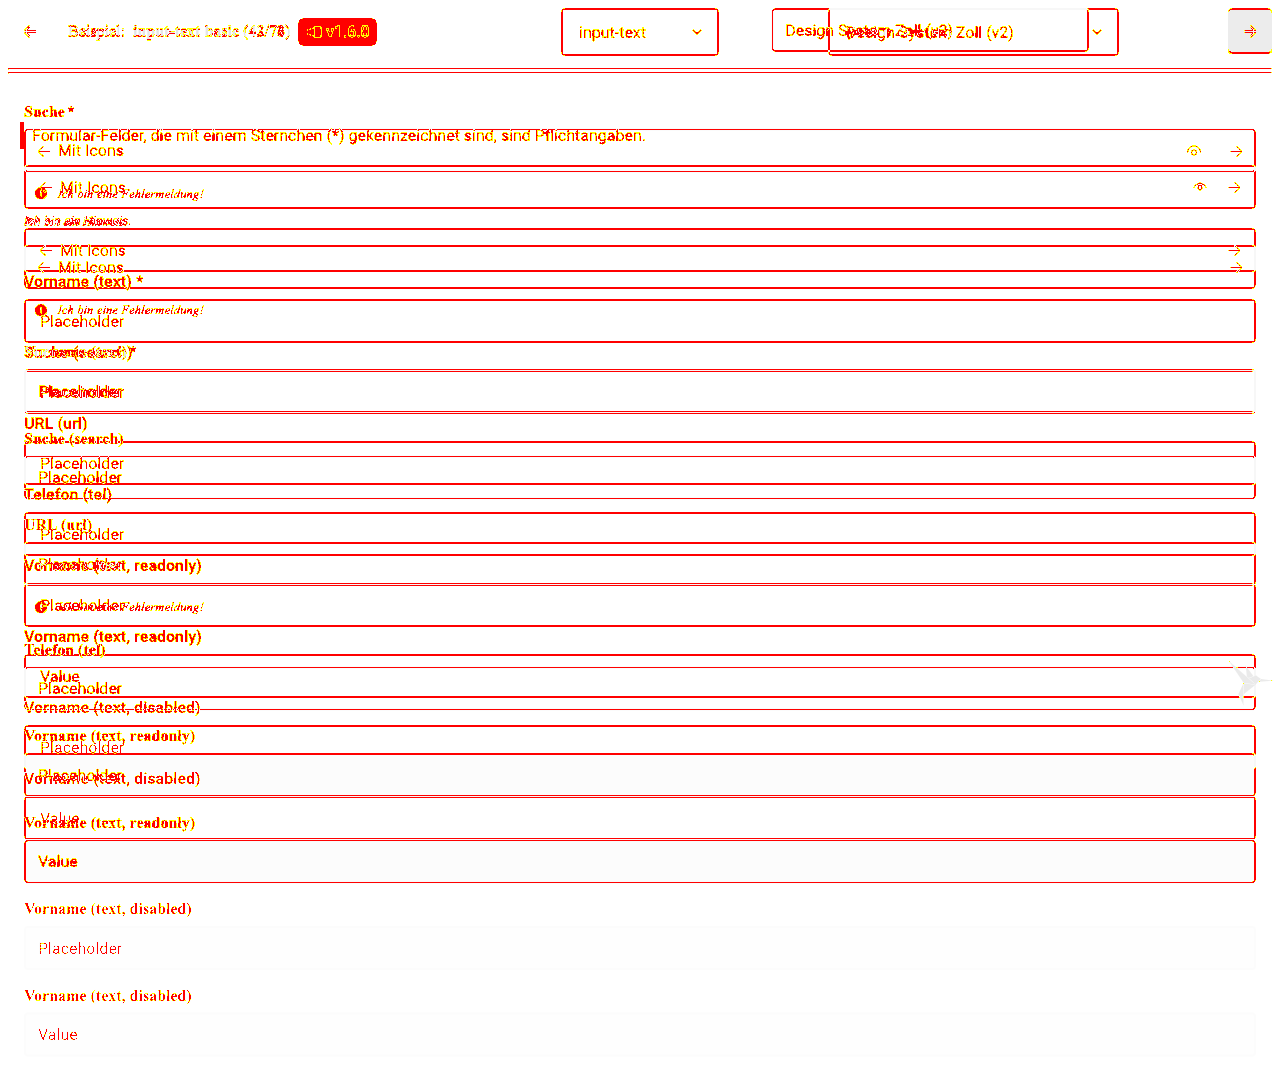 Beispiel: input-text basic (43/78) v1.6.0
input-text
Design System Zoll (v2)
Design System Zoll (v2)
Suche *
Formular-Felder, die mit einem Sternchen (*) gekennzeichnet sind, sind Pflichtangaben.
Mit Icons
Mit Icons
Ich bin eine Fehlermeldung!
Ich bin ein Hinweis.
Mit Icons
Mit Icons
Vorname (text) *
Ich bin eine Fehlermeldung!
Placeholder
Placeholder
URL (url)
Suche (search)
Placeholder
Placeholder
Telefon (tel)
URL (url)
Placeholder
Placeholder
Vorname (text, readonly)
Placeholder
Ich bin eine Fehlermeldung!
Vorname (text, readonly)
Telefon (tel)
Value
Placeholder
Vorname (text, disabled)
Vorname (text, readonly)
Placeholder
Placeholder
Vorname (text, disabled)
Value
Vorname (text, readonly)
Value
Vorname (text, disabled)
Placeholder
Vorname (text, disabled)
Value